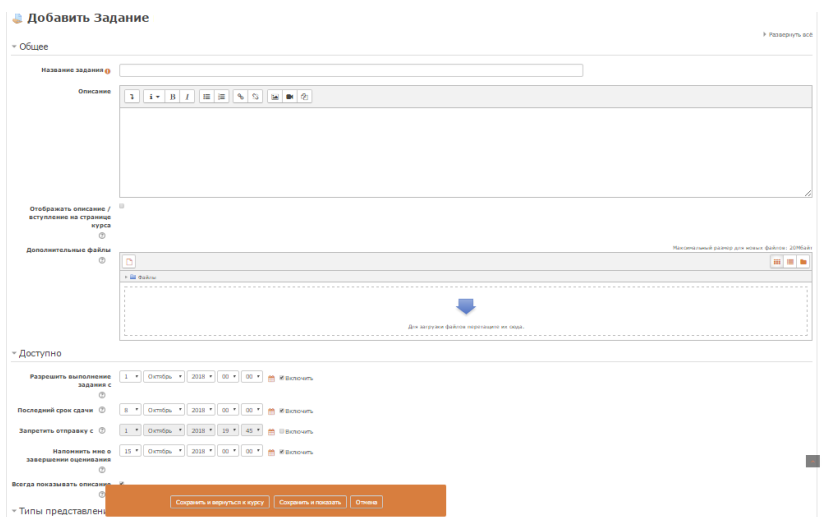 Добавить Задание
Развернуть всё
Общее
Название задания
Описание
Отображать описание /
вступление на странице
курса
Дополнительные файлы
Максимальный размер для новых файлов: 20Мбайт
Файлы
Для загрузки файлов перетащите их сюда.
Доступно
Разрешить выполнение
задания с
1 Октябрь 2018 00 00 Включить
Последний срок сдачи 8 Октябрь 2018 00 00 Включить
Запретить отправку с 1 Октябрь 2018 19 45 Включить
Напомнить мне о
завершении оценивания
15 Октябрь 2018 00 00 Включить
Всегда показывать описание
Сохранить и вернуться к курсу Сохранить и показать Отмена
Типы представлен